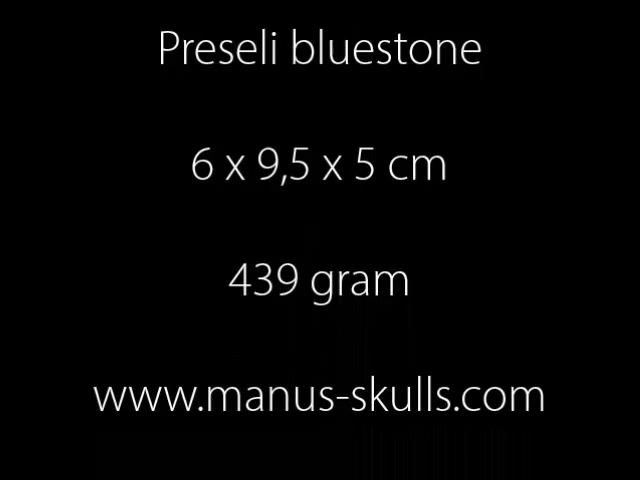 Preseli bluestone
6 x 9,5 x 5 cm
439 gram
www.manus-skulls.com